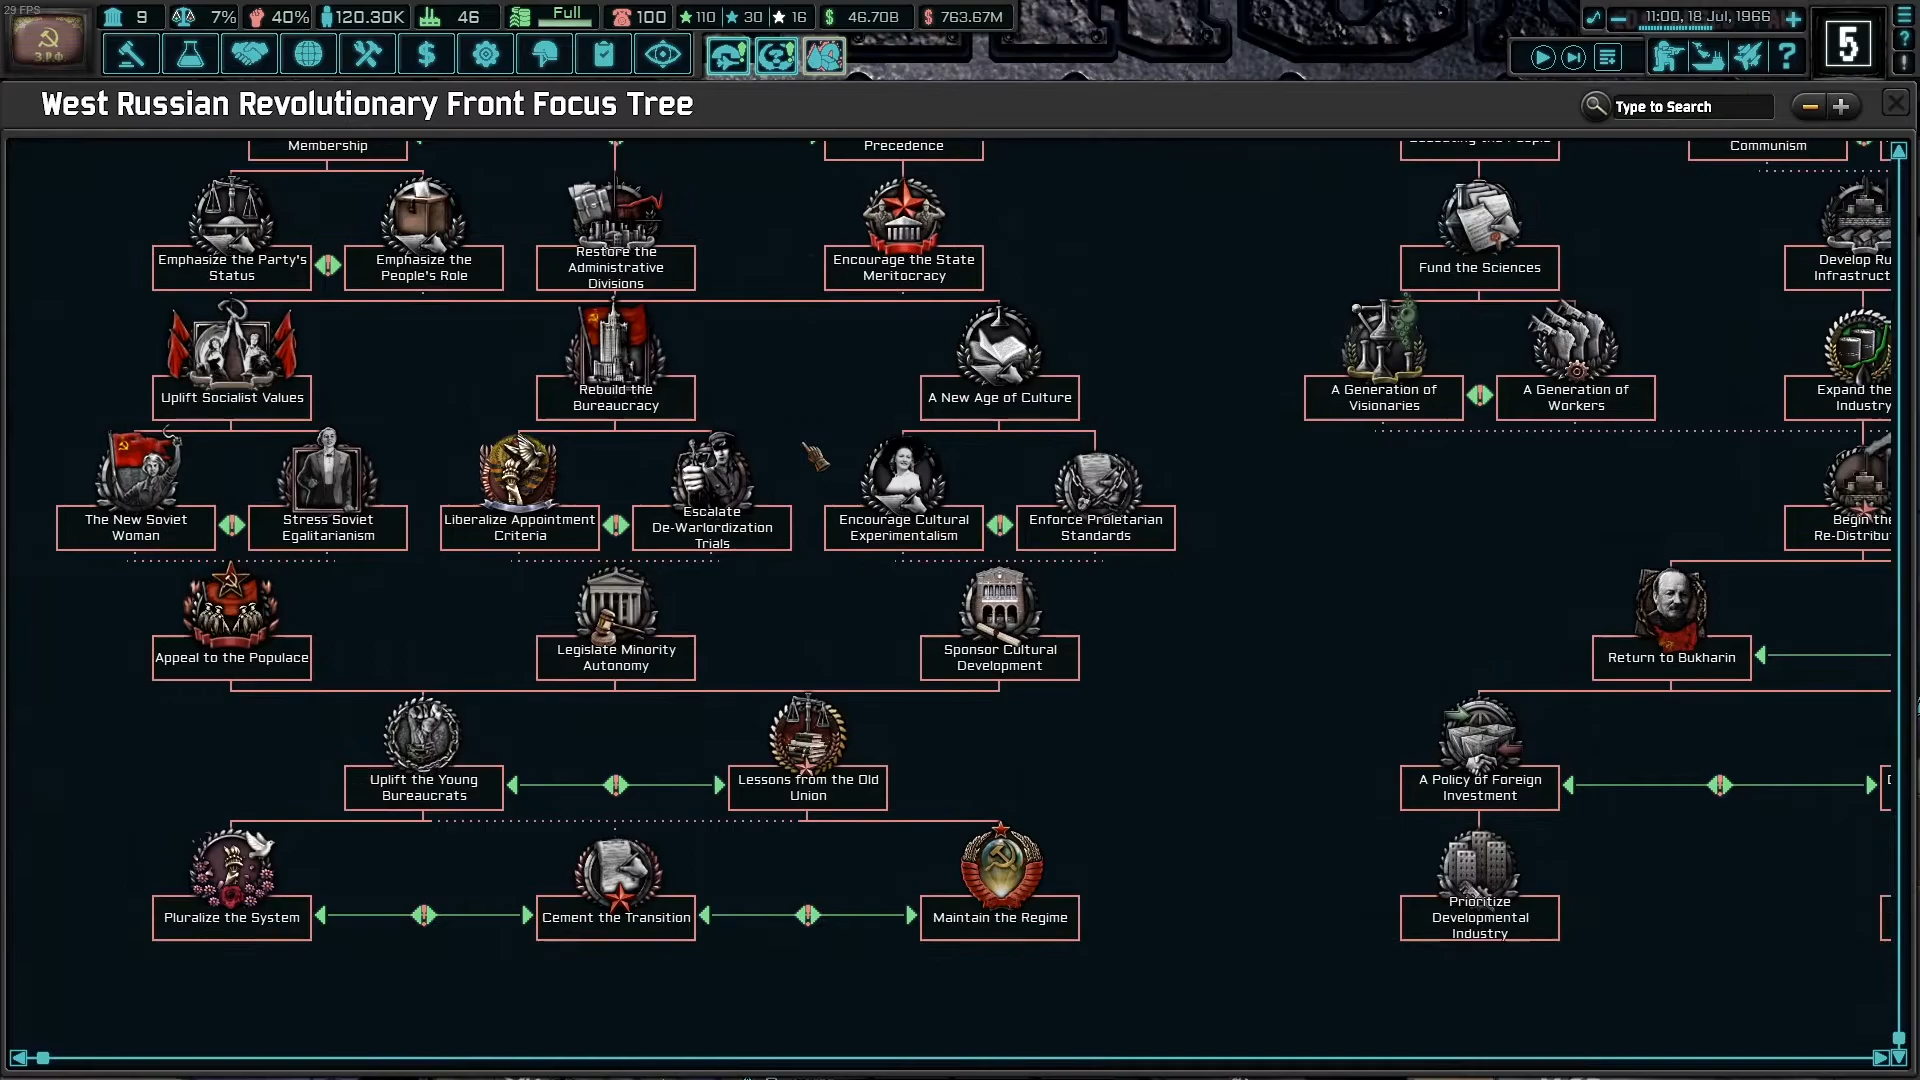 29 FPS
9
7%
40%
120.30K
46
Full
100
110
30
16
$ 46.70B
$ 763.67M
11:00, 18 Jul, 1966
З.Р.Ф
5
West Russian Revolutionary Front Focus Tree
Type to Search
Membership
Precedence
Communism
Emphasize the Party's
Status
Emphasize the
People's Role
Restore the
Administrative
Divisions
Encourage the State
Meritocracy
Fund the Sciences
Develop Ru
Infrastruct
Uplift Socialist Values
Rebuild the
Bureaucracy
A New Age of Culture
A Generation of
Visionaries
A Generation of
Workers
Expand the
Industry
The New Soviet
Woman
Stress Soviet
Egalitarianism
Liberalize Appointment
Criteria
Escalate
De-Warlordization
Trials
Encourage Cultural
Experimentalism
Enforce Proletarian
Standards
Begin the
Re-Distribut
Appeal to the Populace
Legislate Minority
Autonomy
Sponsor Cultural
Development
Return to Bukharin
Uplift the Young
Bureaucrats
Lessons from the Old
Union
A Policy of Foreign
Investment
Pluralize the System
Cement the Transition
Maintain the Regime
Prioritize
Developmental
Industry